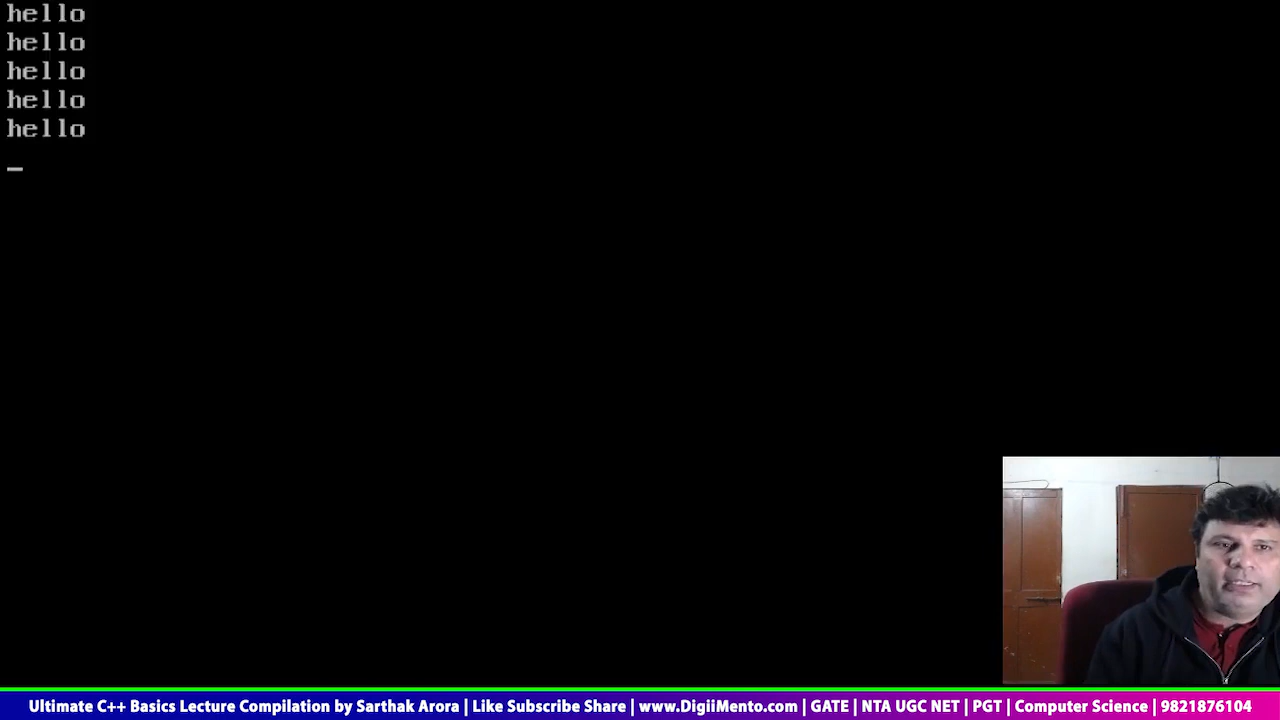 hello
hello
hello
hello
hello
_
Ultimate C++ Basics Lecture Compilation by Sarthak Arora | Like Subscribe Share | www.DigiiMento.com | GATE | NTA UGC NET | PGT | Computer Science | 9821876104